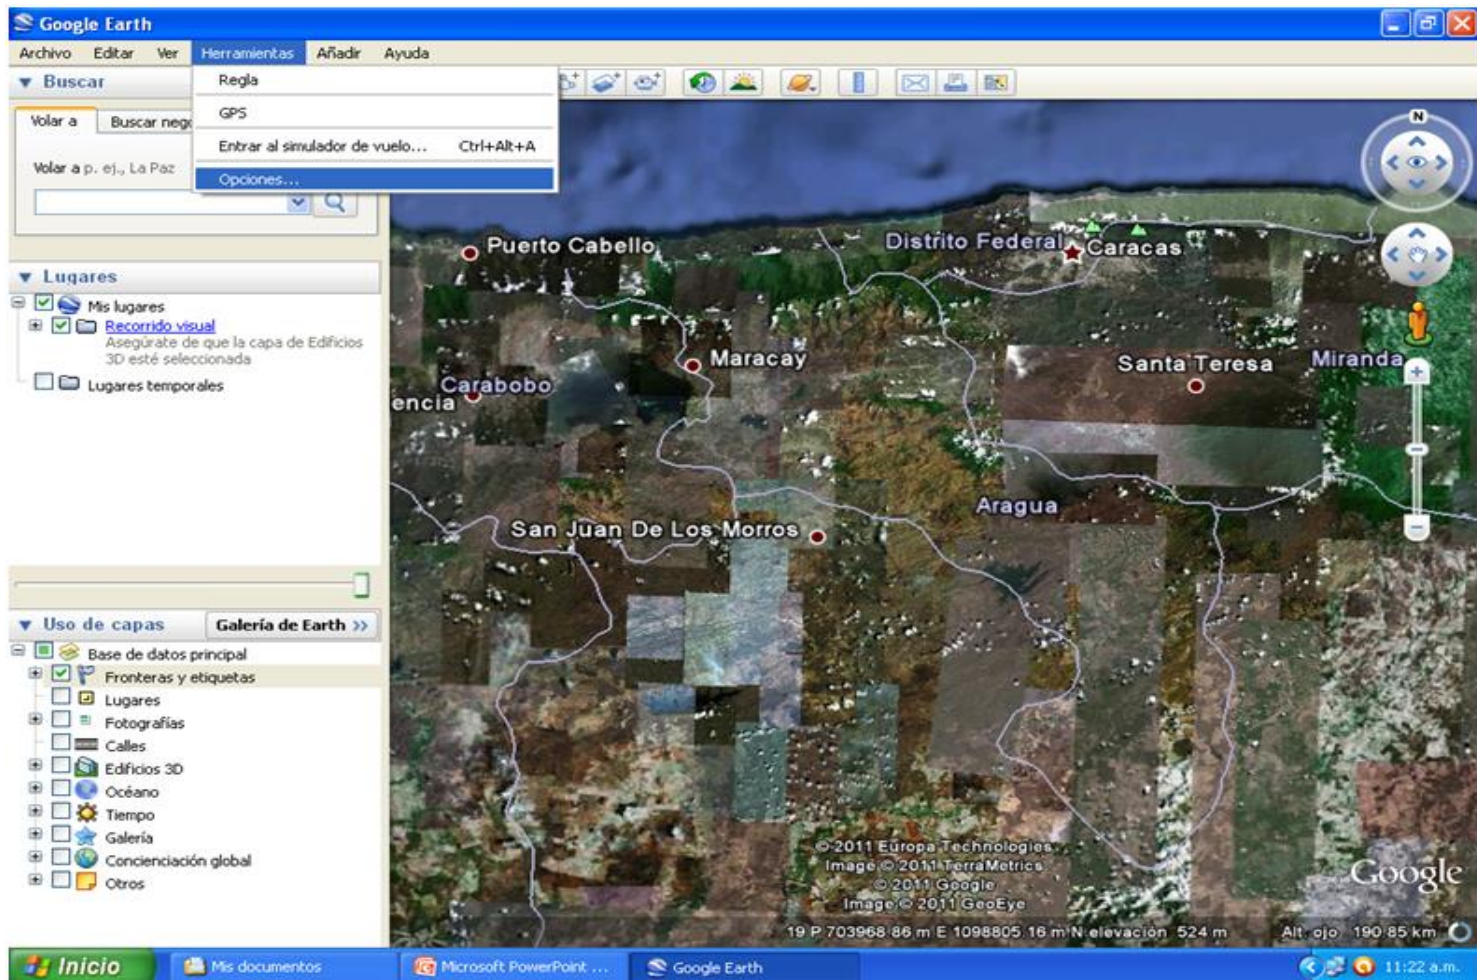 Google Earth
Archivo Editar Ver Herramientas Añadir Ayuda
Buscar
Regla
GPS
Entrar al simulador de vuelo... Ctrl+Alt+A
Opciones...
Volar a
Buscar nego
Volar a p. ej., La Paz
Lugares
Mis lugares
Recorrido visual
Asegúrate de que la capa de Edificios
3D esté seleccionada
Lugares temporales
Uso de capas
Galería de Earth >>
Base de datos principal
Fronteras y etiquetas
Lugares
Fotografías
Calles
Edificios 3D
Océano
Tiempo
Galería
Concienciación global
Otros
N
Puerto Cabello
Distrito Federal
Caracas
Maracay
Santa Teresa
Miranda
Carabobo
encia
Aragua
San Juan De Los Morros
© 2011 Europa Technologies
Image © 2011 TerraMetrics
© 2011 Google
Image © 2011 GeoEye
Google
19 P 703968.86 m E 1098805.16 m N elevación 524 m
Alt. ojo 190.85 km
Inicio
Mis documentos
Microsoft PowerPoint ...
Google Earth
11:22 a.m.